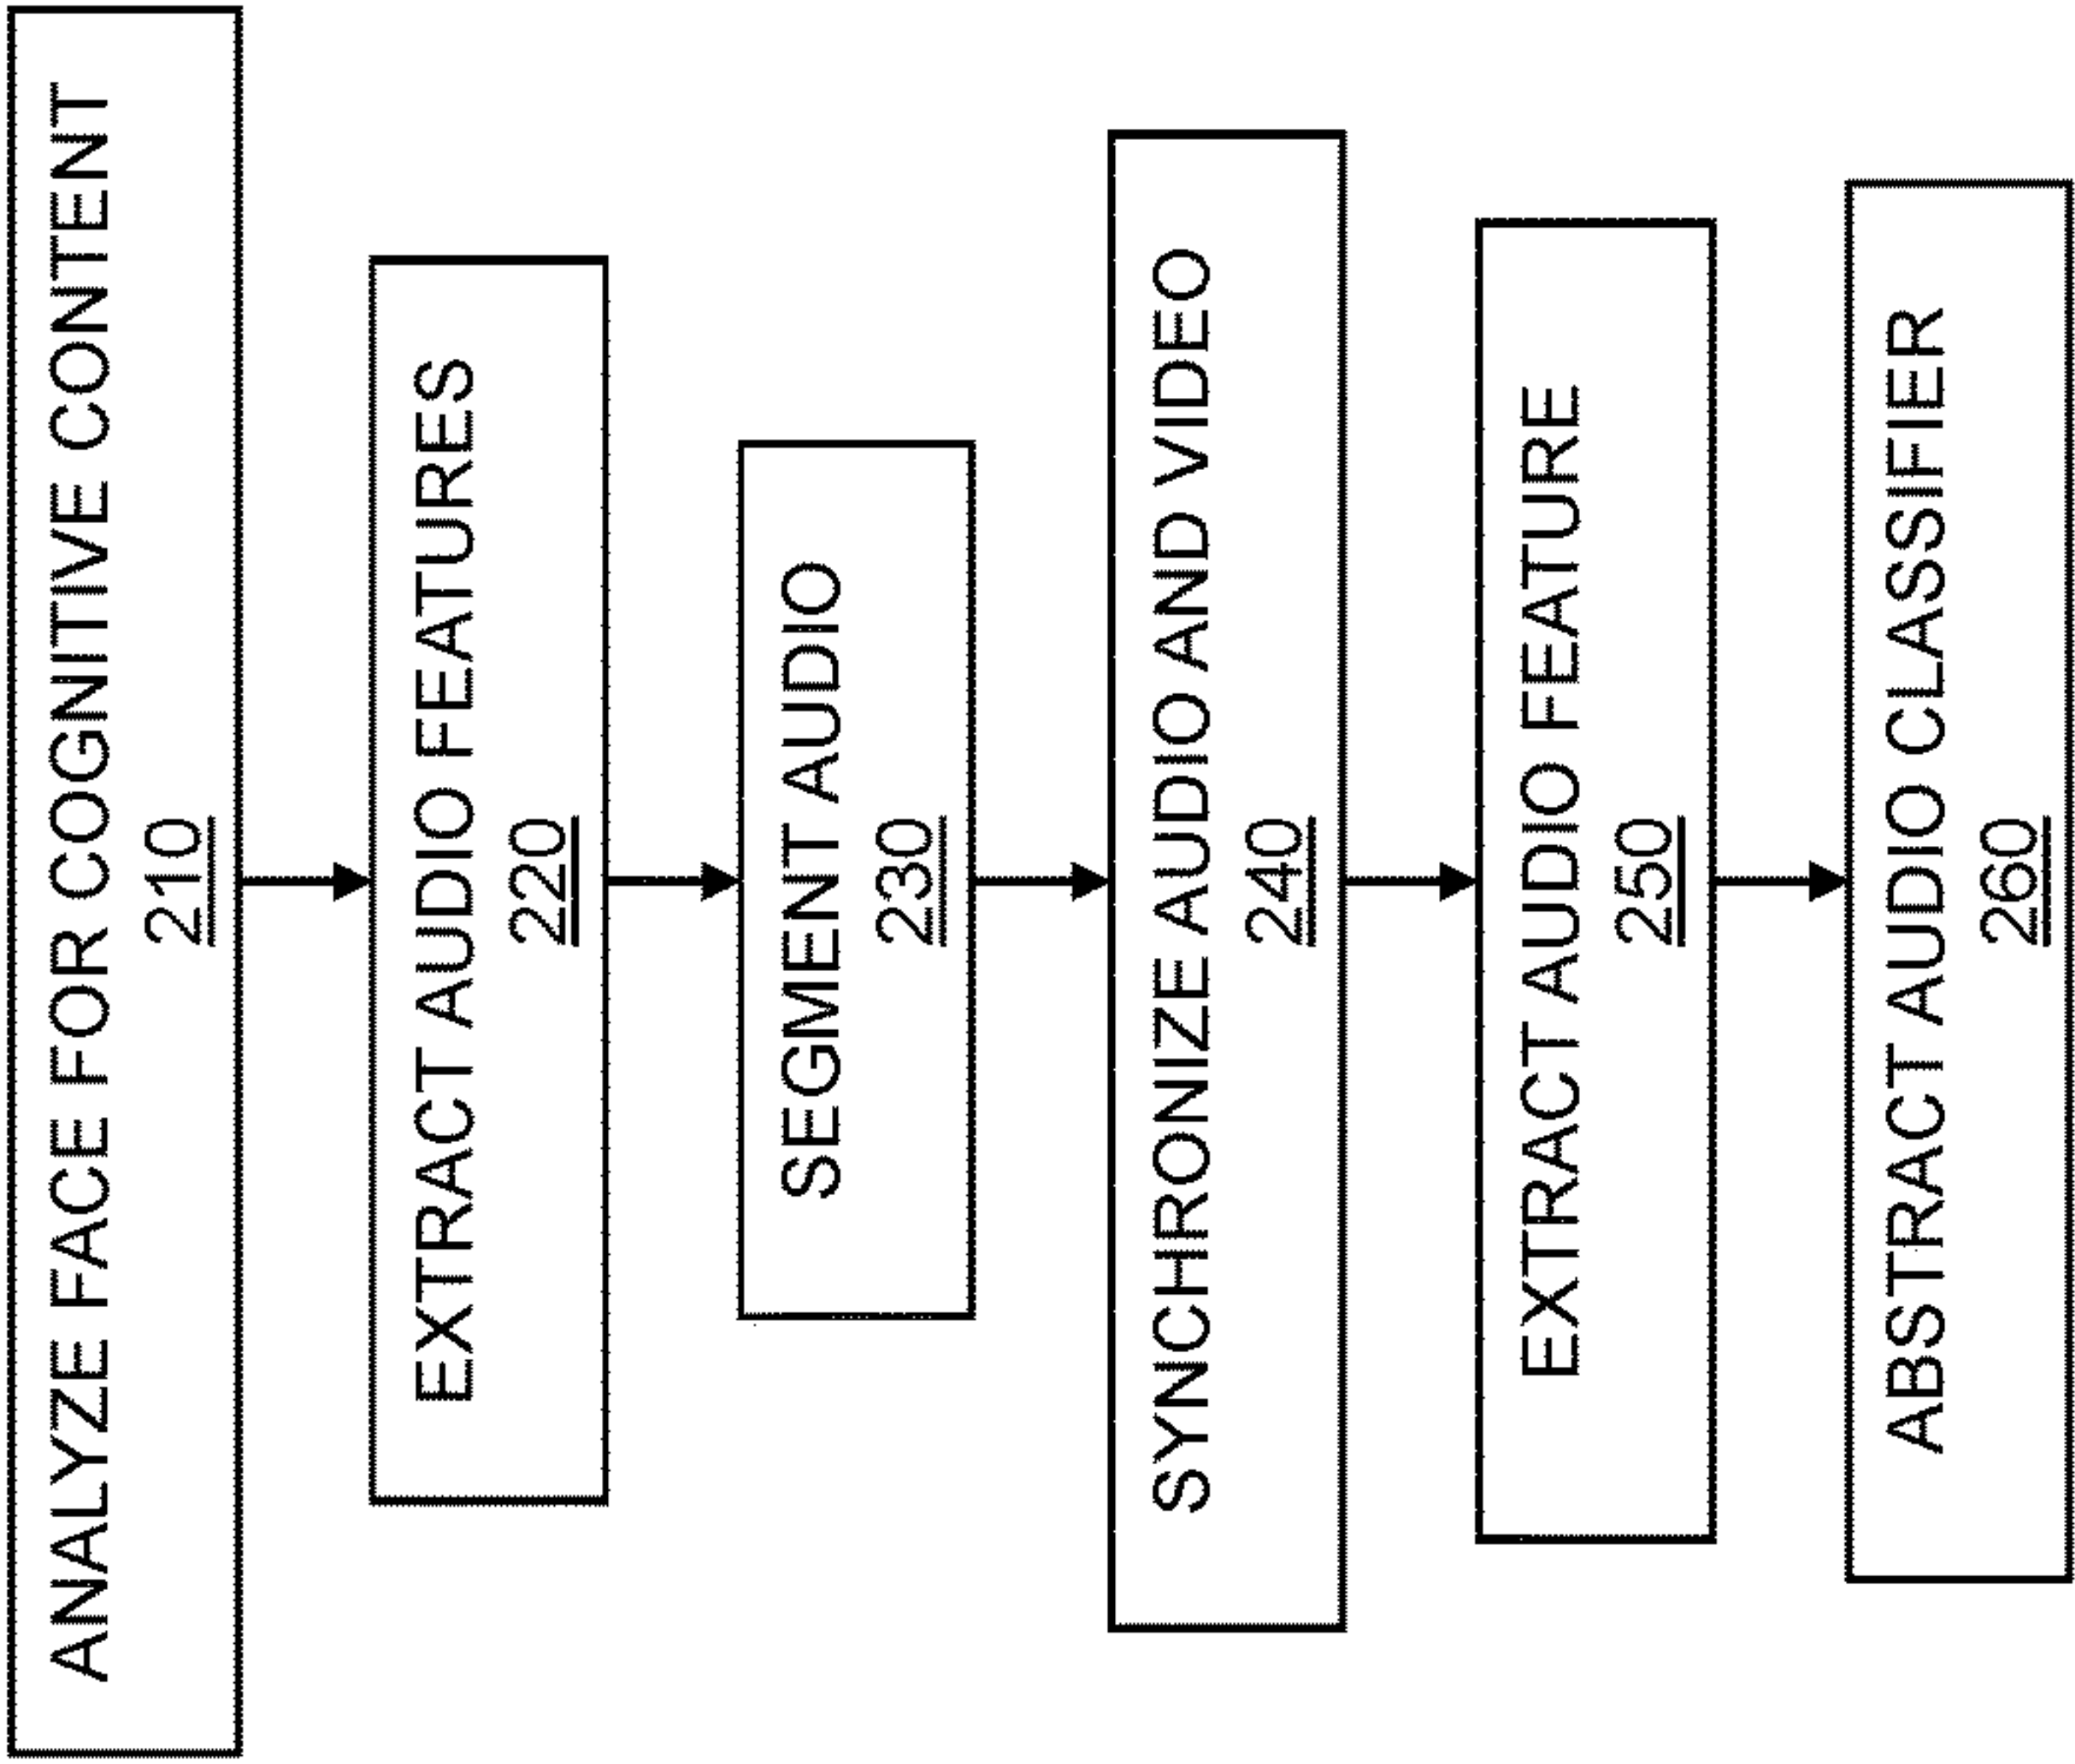 ANALYZE FACE FOR COGNITIVE CONTENT
210
EXTRACT AUDIO FEATURES
220
SEGMENT AUDIO
230
SYNCHRONIZE AUDIO AND VIDEO
240
EXTRACT AUDIO FEATURE
250
ABSTRACT AUDIO CLASSIFIER
260